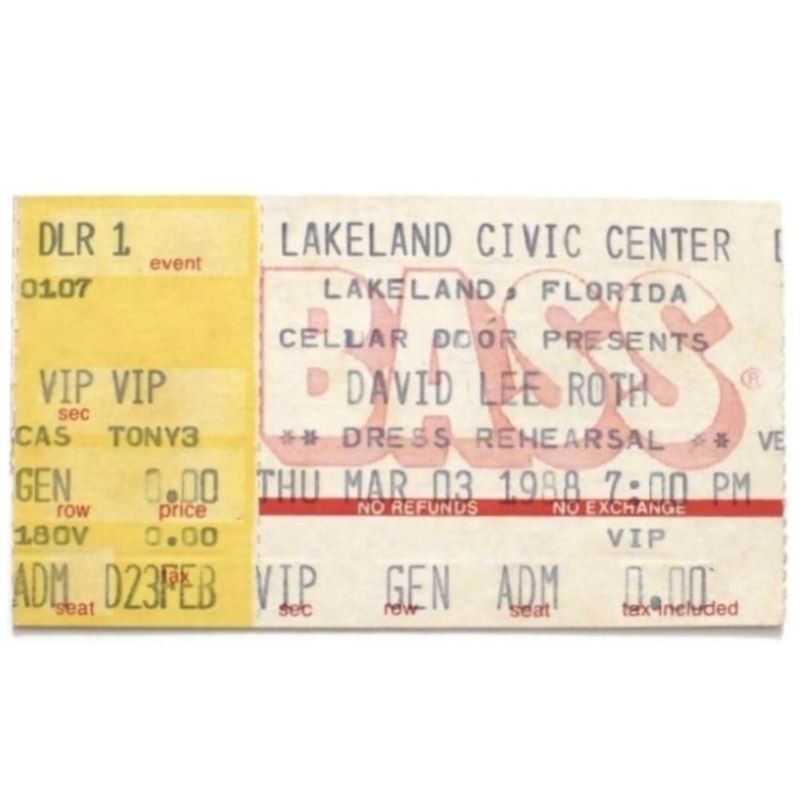 DLR 1
event
0107
VIP VIP
sec
CAS TONY3
GEN 0.00
row price
180V 0.00
tax
ADM D23FEB
seat
LAKELAND CIVIC CENTER
LAKELAND, FLORIDA
CELLAR DOOR PRESENTS
BASS ®
DAVID LEE ROTH
** DRESS REHEARSAL ** VE
THU MAR 03 1988 7:00 PM
NO REFUNDS NO EXCHANGE
VIP
VIP GEN ADM 0.00
sec row seat tax included